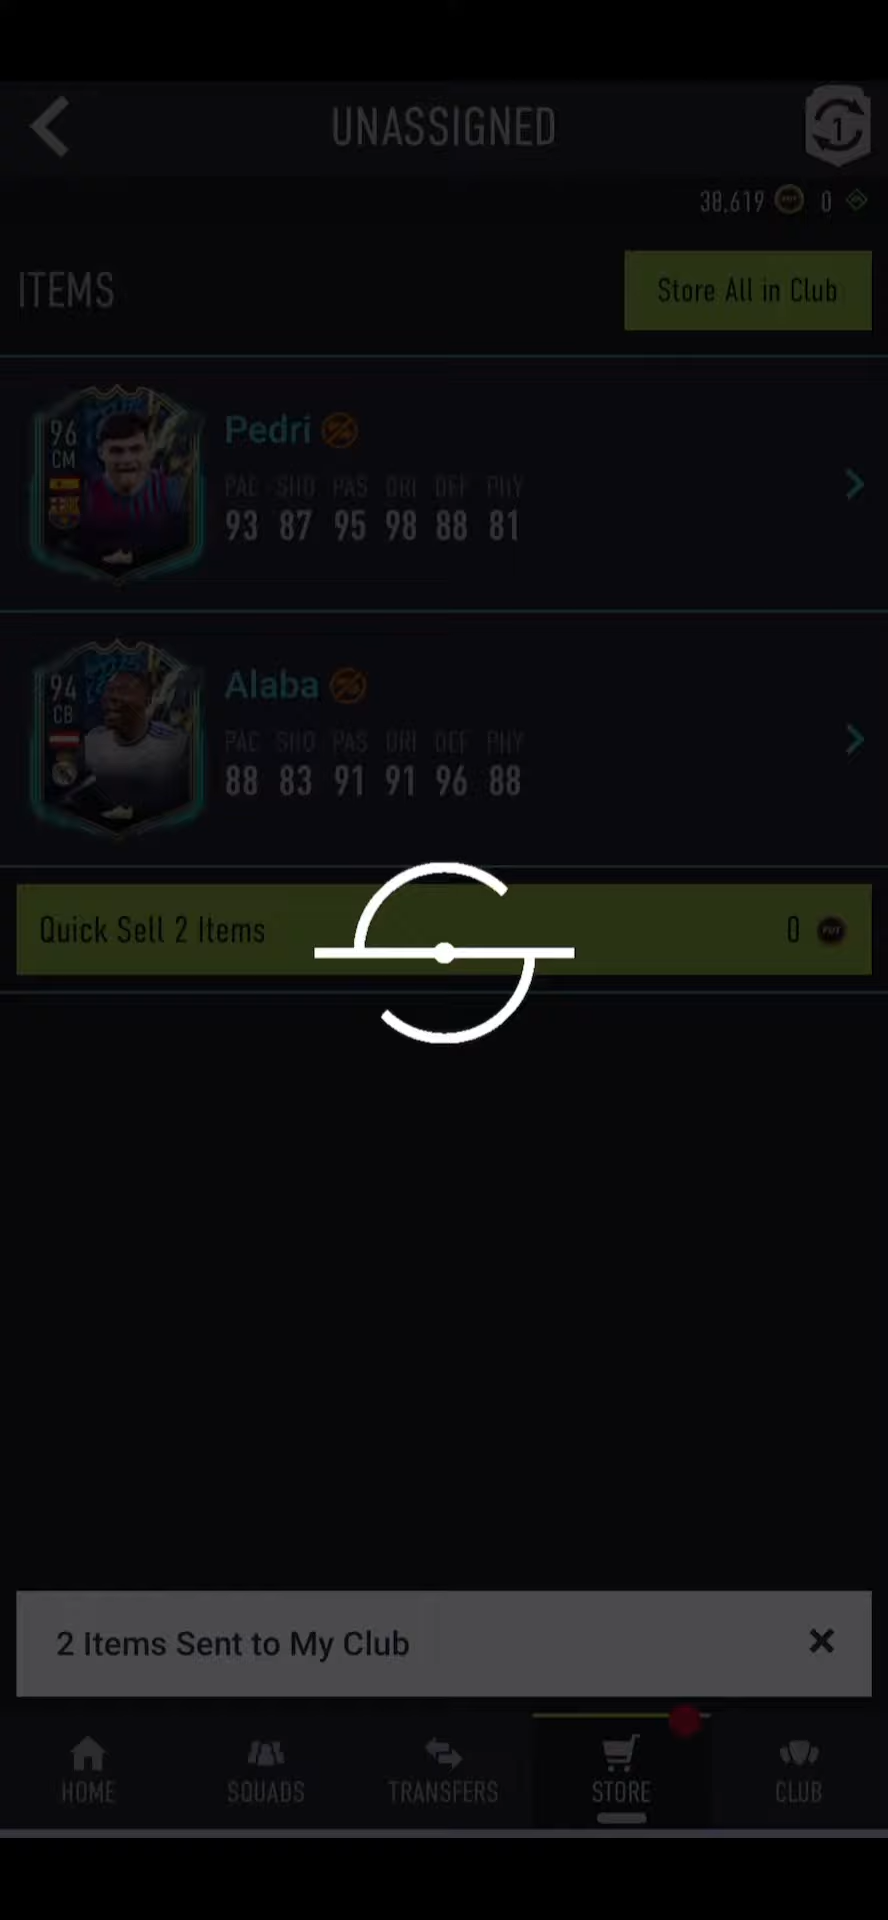 UNASSIGNED
1
38,619 0
ITEMS
Store All in Club
96
CM
Pedri
PAC SHO PAS DRI DEF PHY
93 87 95 98 88 81
94
CB
Alaba
PAC SHO PAS DRI DEF PHY
88 83 91 91 96 88
Quick Sell 2 Items 0
2 Items Sent to My Club
HOME SQUADS TRANSFERS STORE CLUB